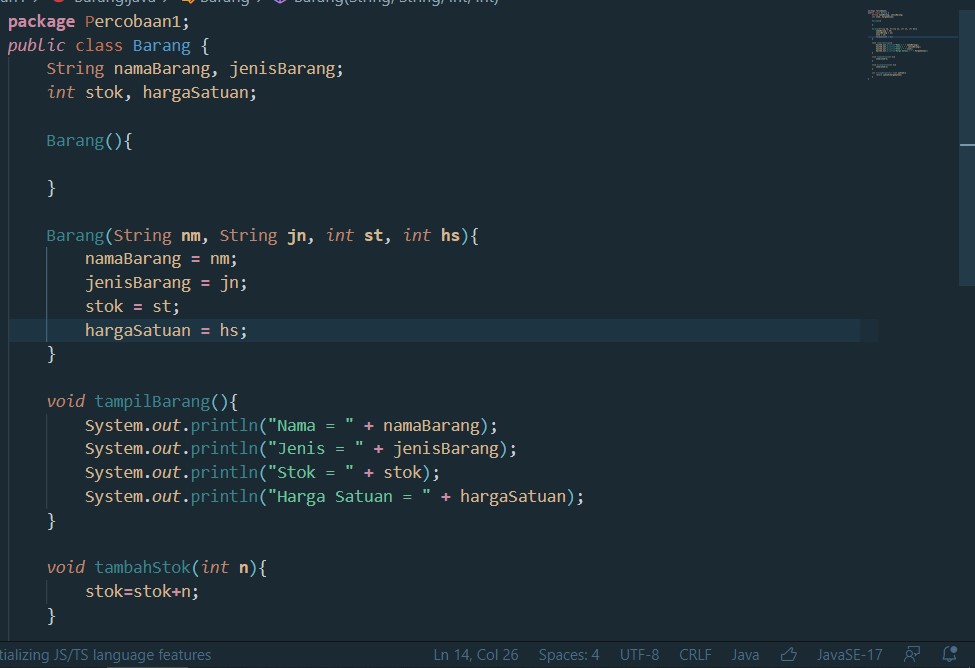 package Percobaan1;
public class Barang {
    String namaBarang, jenisBarang;
    int stok, hargaSatuan;

    Barang(){

    }

    Barang(String nm, String jn, int st, int hs){
        namaBarang = nm;
        jenisBarang = jn;
        stok = st;
        hargaSatuan = hs;
    }

    void tampilBarang(){
        System.out.println("Nama = " + namaBarang);
        System.out.println("Jenis = " + jenisBarang);
        System.out.println("Stok = " + stok);
        System.out.println("Harga Satuan = " + hargaSatuan);
    }

    void tambahStok(int n){
        stok=stok+n;
    }
tializing JS/TS language features Ln 14, Col 26 Spaces: 4 UTF-8 CRLF Java JavaSE-17